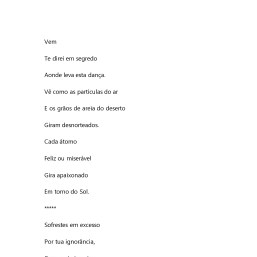 Vem
Te direi em segredo
Aonde leva esta dança.
Vê como as partículas do ar
E os grãos de areia do deserto
Giram desnorteados.
Cada átomo
Feliz ou miserável
Gira apaixonado
Em torno do Sol.
*****
Sofrestes em excesso
Por tua ignorância,